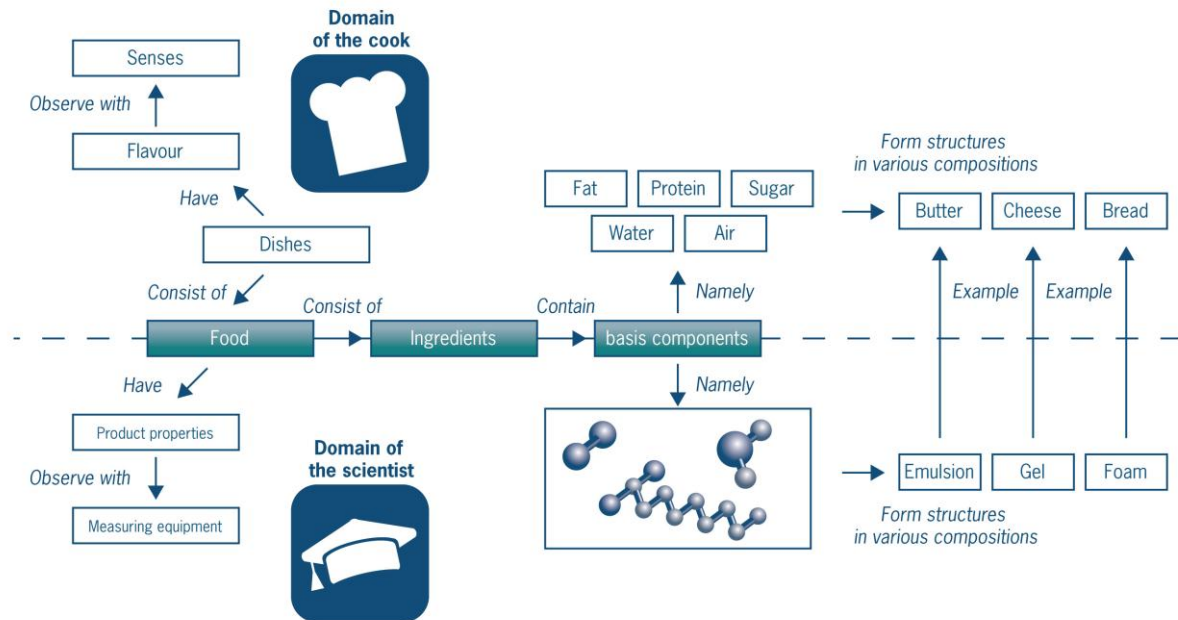 Domain
of the cook
Senses
Observe with
Flavour
Have
Dishes
Consist of
Food
Consist of
Ingredients
Contain
basis components
Namely
Fat
Protein
Sugar
Water
Air
Form structures
in various compositions
Butter
Cheese
Bread
Example
Example
Have
Product properties
Observe with
Measuring equipment
Domain of
the scientist
Namely
Emulsion
Gel
Foam
Form structures
in various compositions